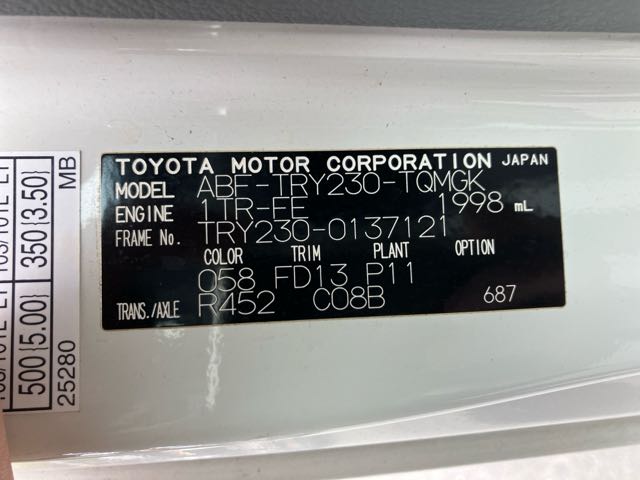 TOYOTA MOTOR CORPORATION JAPAN
MODEL ABF-TRY230-TQMGK
ENGINE 1TR-FE 1998 mL
FRAME No. TRY230-0137121
COLOR TRIM PLANT OPTION
058 FD13 P11
TRANS./AXLE R452 C08B 687
500{5.00} 350{3.50}
25280 MB